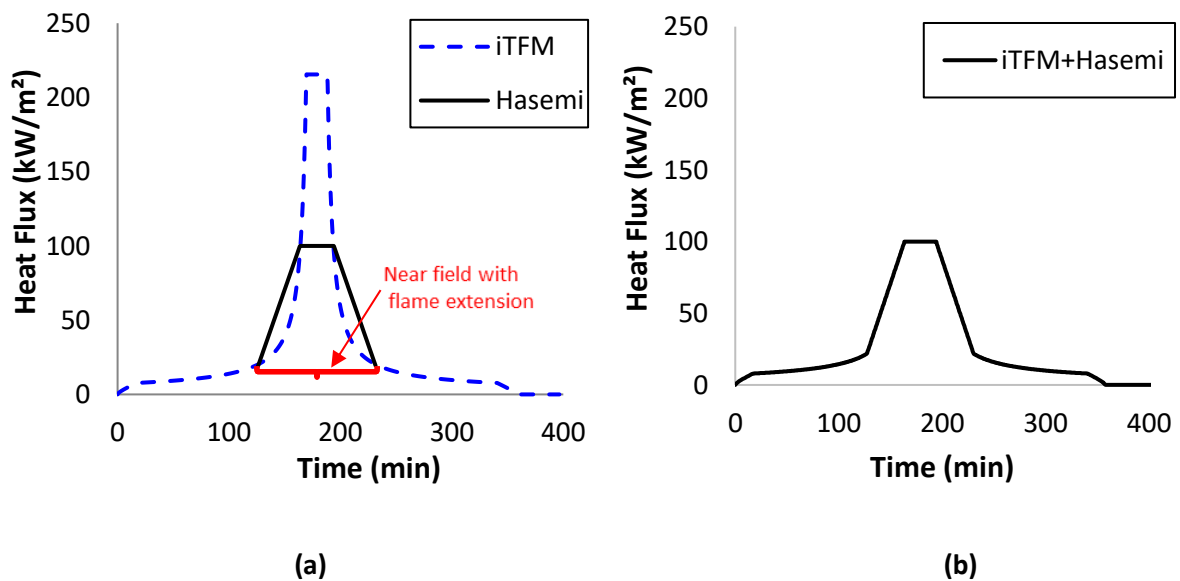 250
200
150
100
50
0
Heat Flux (kW/m²)
iTFM
Hasemi
Near field with
flame extension
0 100 200 300 400
Time (min)
(a)
250
200
150
100
50
0
Heat Flux (kW/m²)
iTFM+Hasemi
0 100 200 300 400
Time (min)
(b)